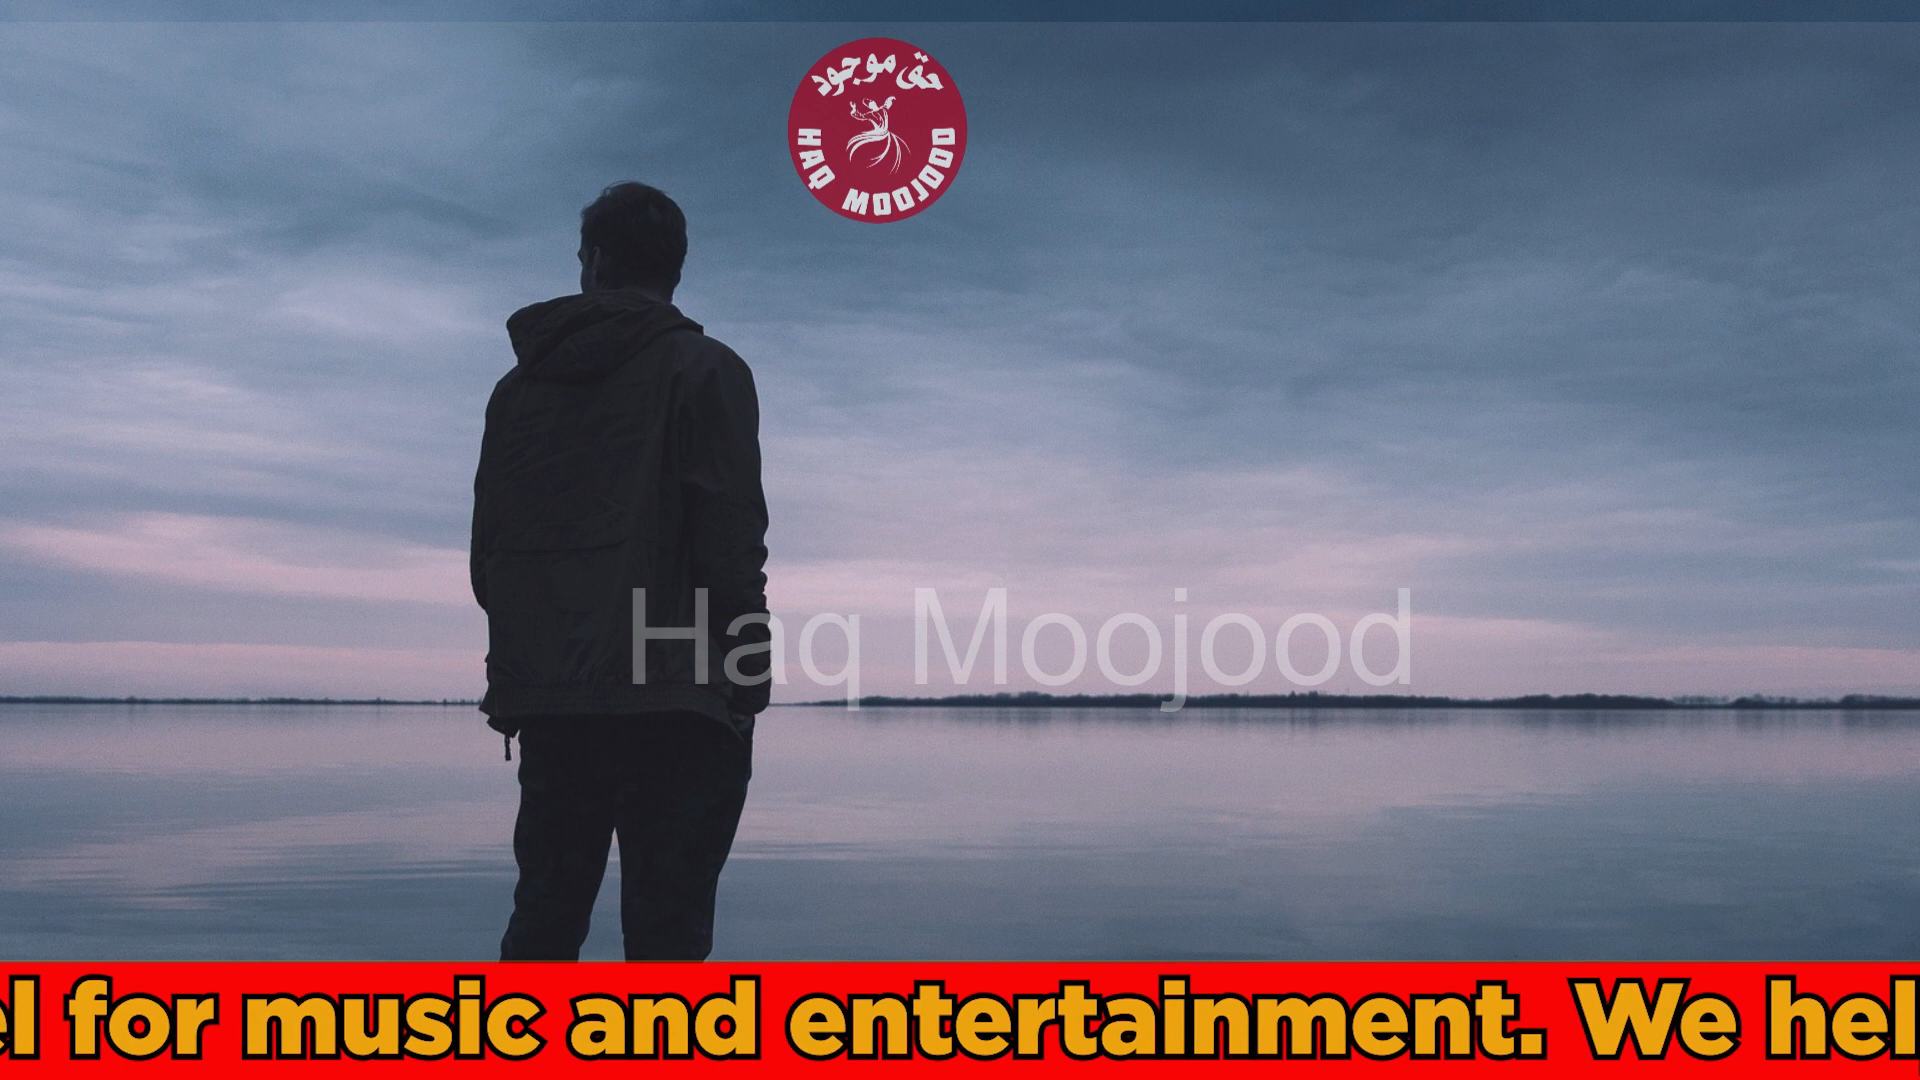 حق موجود
HAQ MOOJOOD
Haq Moojood
el for music and entertainment. We hel